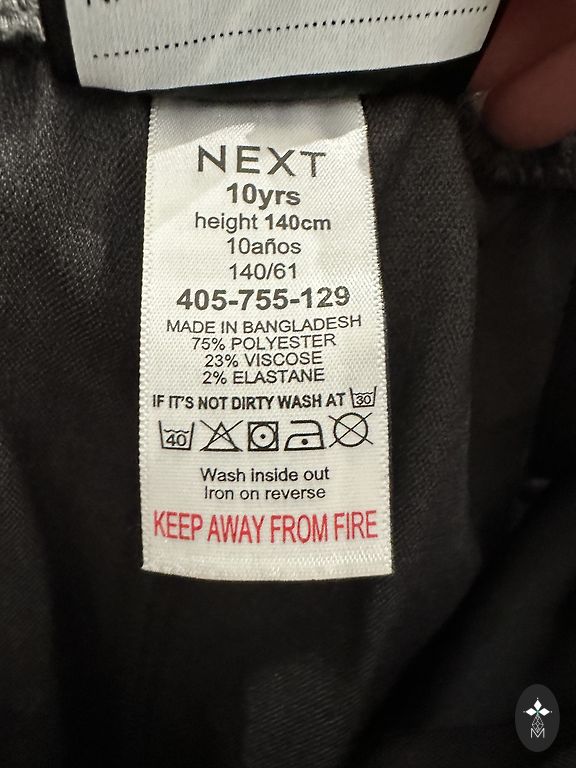 NEXT
10yrs
height 140cm
10años
140/61
405-755-129
MADE IN BANGLADESH
75% POLYESTER
23% VISCOSE
2% ELASTANE
IF IT'S NOT DIRTY WASH AT 30
40
Wash inside out
Iron on reverse
KEEP AWAY FROM FIRE
M